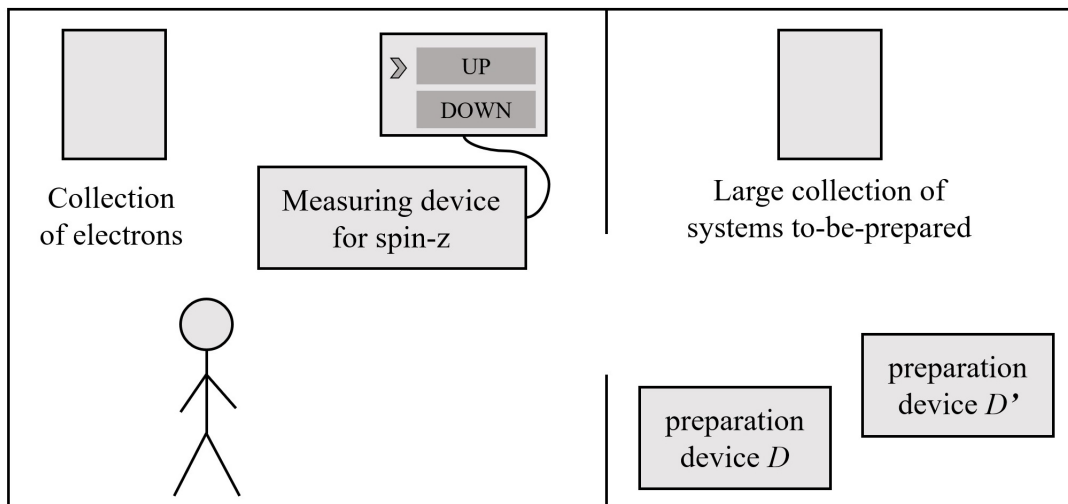 UP
DOWN
Collection
of electrons
Measuring device
for spin-z
Large collection of
systems to-be-prepared
preparation
device D
preparation
device D’